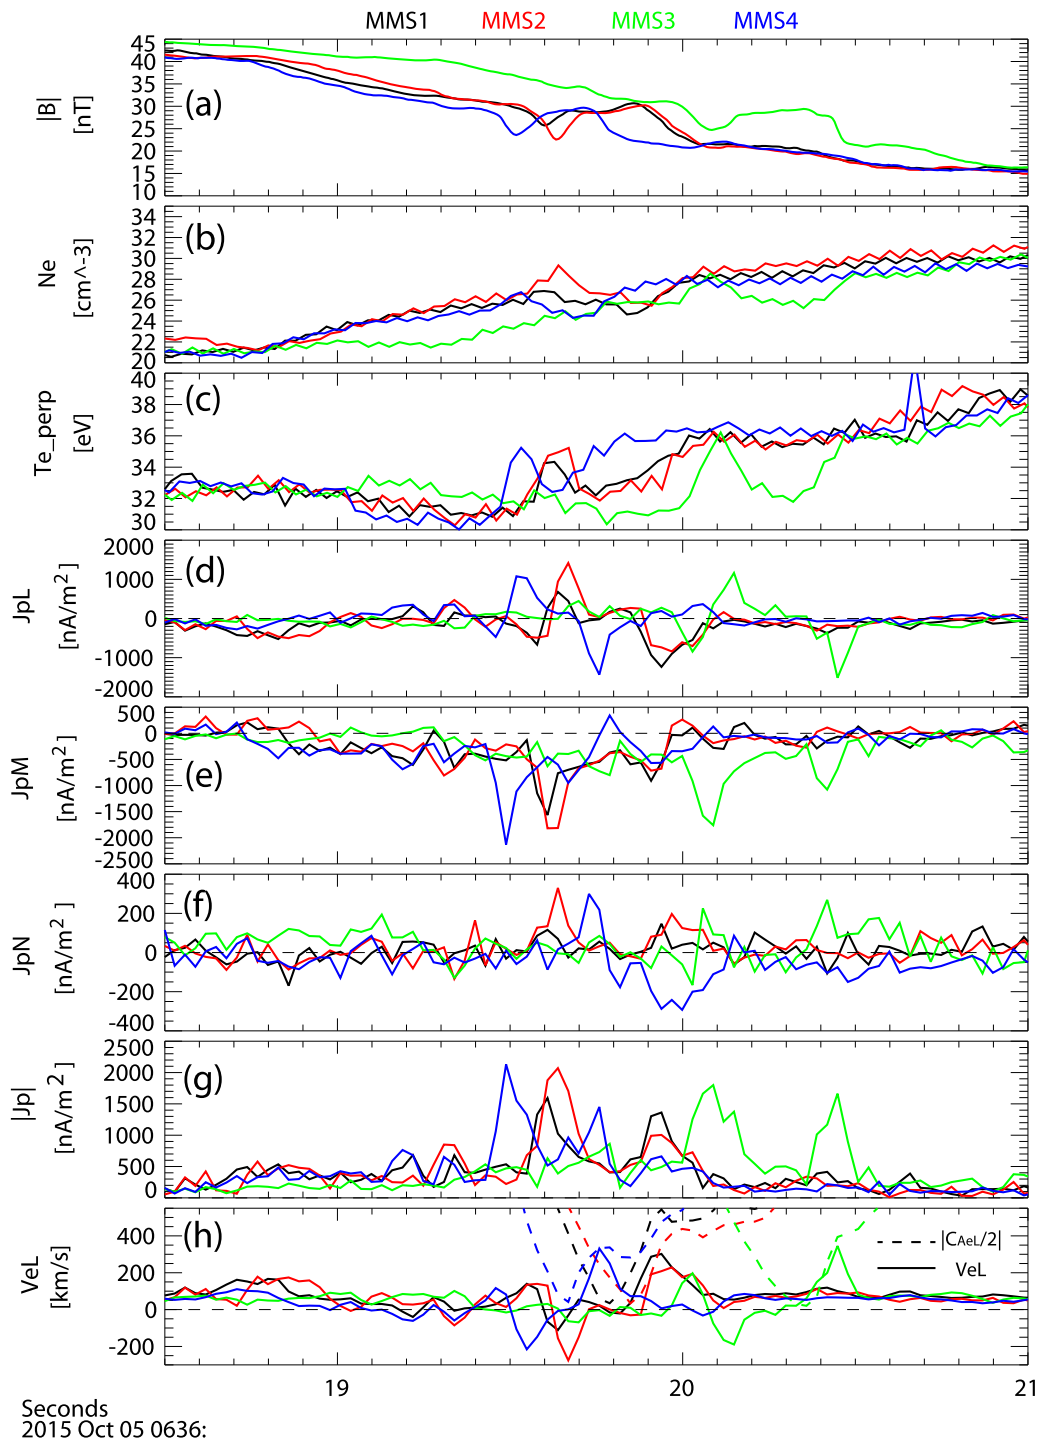 MMS1 MMS2 MMS3 MMS4
(a)
|B|
[nT]
45
40
35
30
25
20
15
10
(b)
Ne
[cm^-3]
34
32
30
28
26
24
22
20
(c)
Te_perp
[eV]
40
38
36
34
32
30
(d)
JpL
[nA/m²]
2000
1000
0
-1000
-2000
(e)
JpM
[nA/m²]
500
0
-500
-1000
-1500
-2000
-2500
(f)
JpN
[nA/m²]
400
200
0
-200
-400
(g)
|Jp|
[nA/m²]
2500
2000
1500
1000
500
0
(h)
VeL
[km/s]
400
200
0
-200
|CAeL/2|
VeL
19 20 21
Seconds
2015 Oct 05 0636: